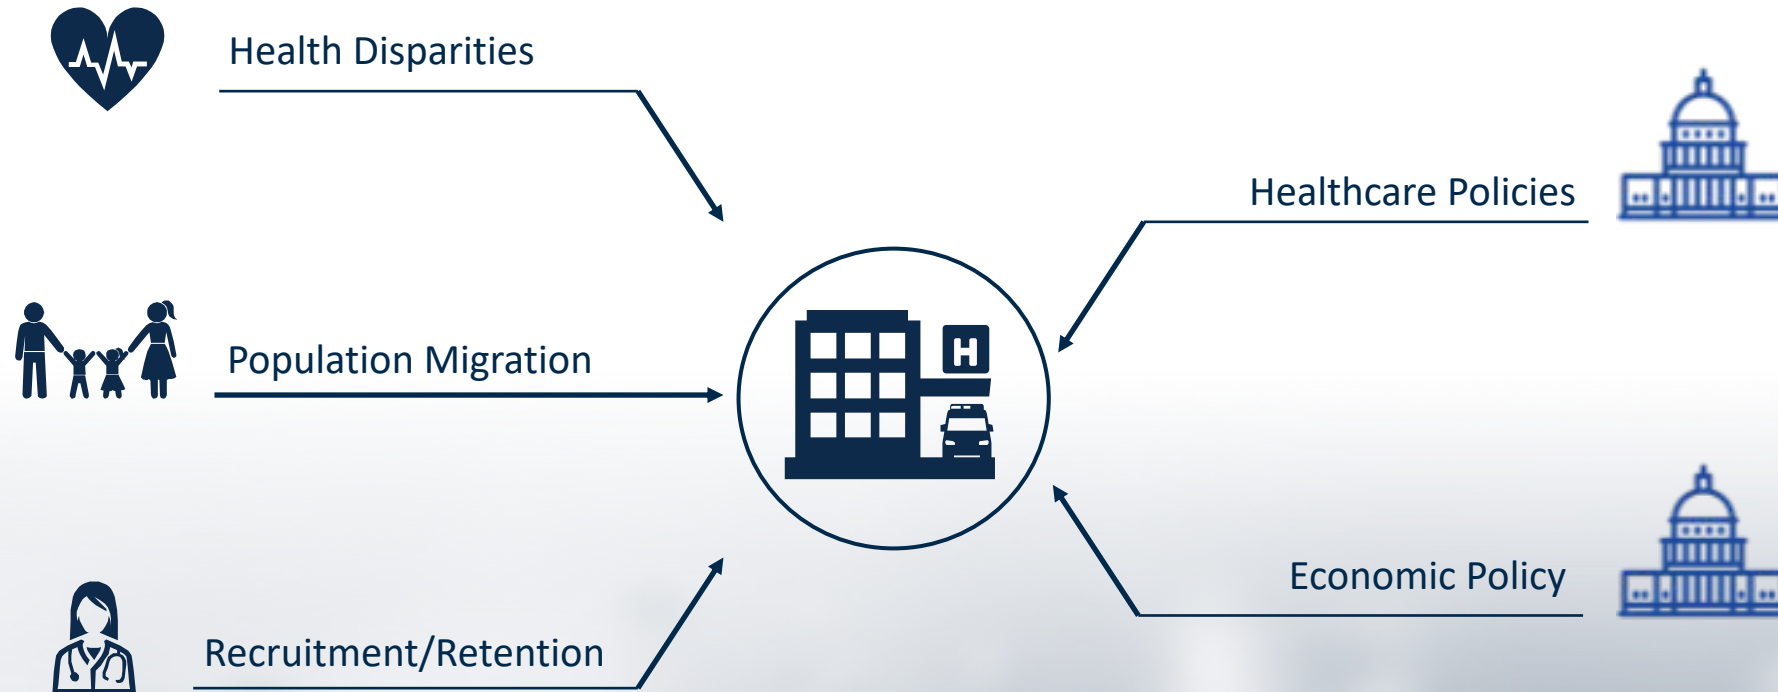 Health Disparities
Healthcare Policies
Population Migration
H
Economic Policy
Recruitment/Retention